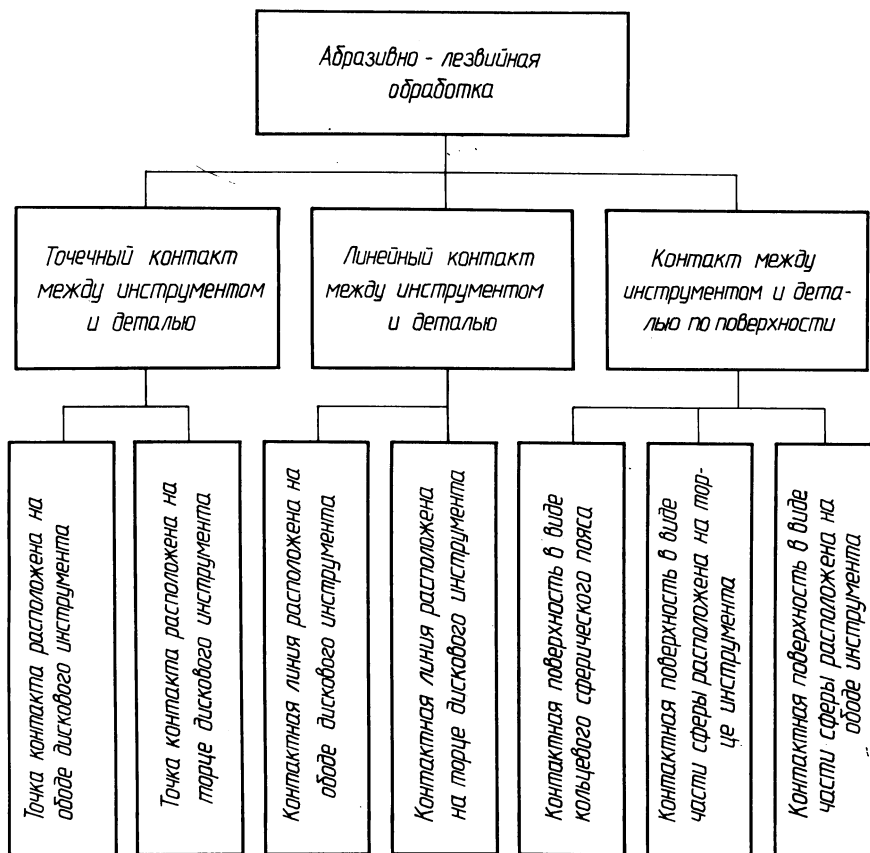 Абразивно - лезвийная
обработка
Точечный контакт
между инструментом
и деталью
Линейный контакт
между инструментом
и деталью
Контакт между
инструментом и дета-
лью по поверхности
Точка контакта расположена на
ободе дискового инструмента
Точка контакта расположена на
торце дискового инструмента
Контактная линия расположена на
ободе дискового инструмента
Контактная линия расположена
на торце дискового инструмента
Контактная поверхность в виде
кольцевого сферического пояса
Контактная поверхность в виде
части сферы расположена на тор-
це инструмента
Контактная поверхность в виде
части сферы расположена на
ободе инструмента